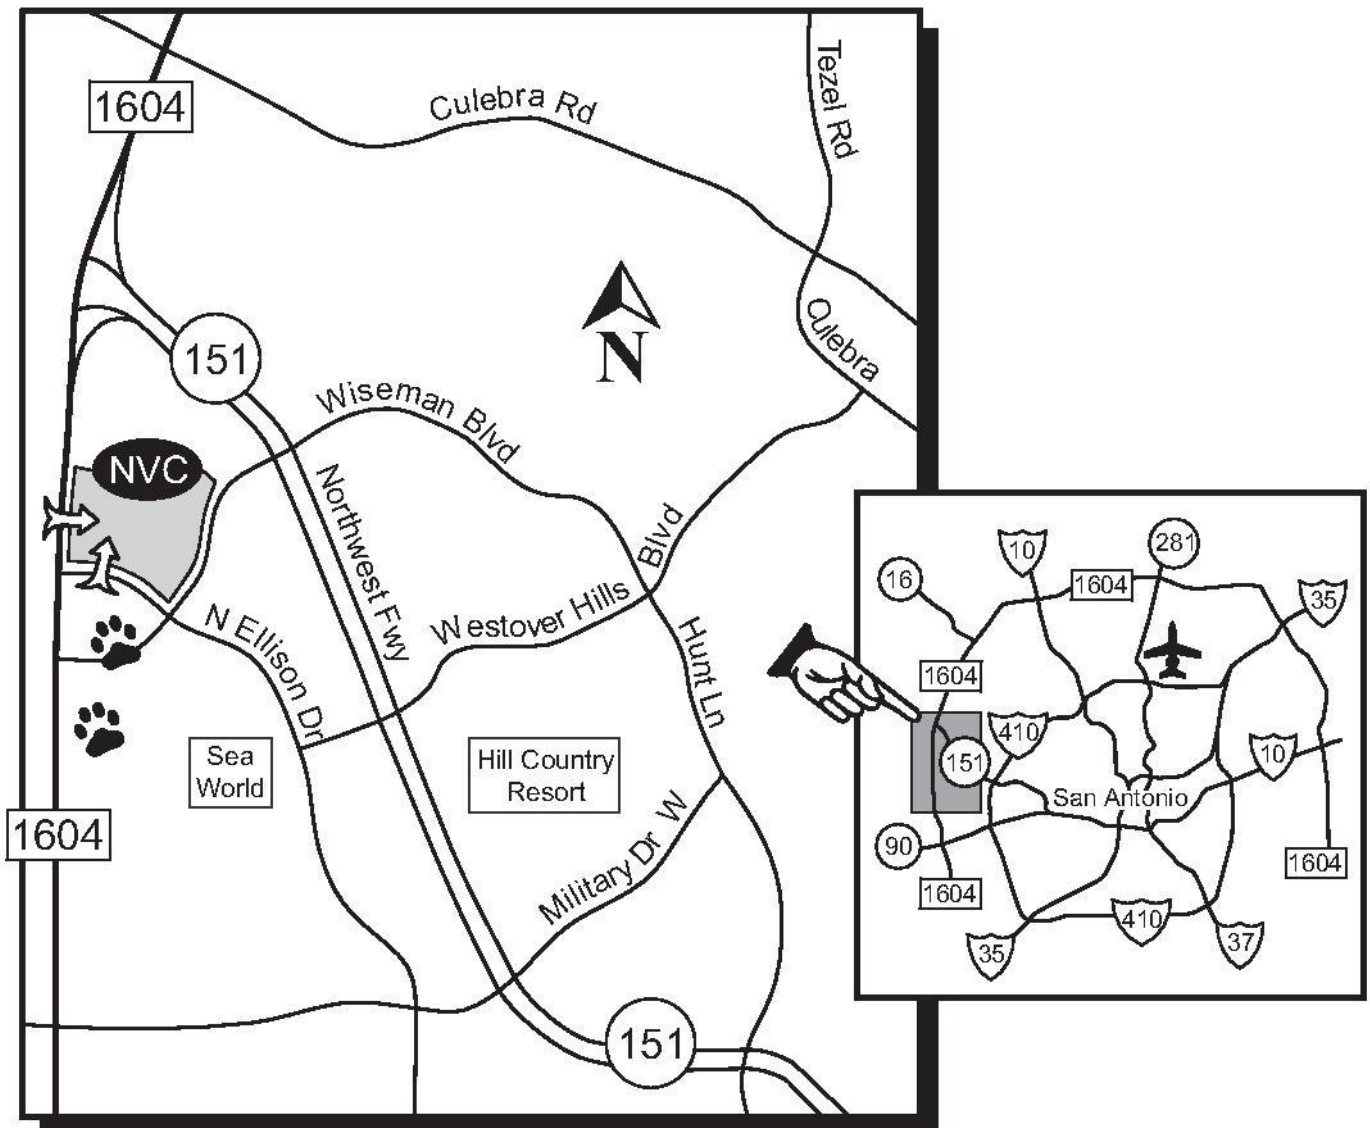 1604
Culebra Rd
Tezel Rd
N
Culebra
151
Wiseman Blvd
NVC
Northwest Fwy
Westover Hills Blvd
N Ellison Dr
Hunt Ln
Sea
World
Hill Country
Resort
1604
Military Dr W
151
10
281
16
1604
35
1604
410
151
10
San Antonio
90
1604
1604
410
35
37